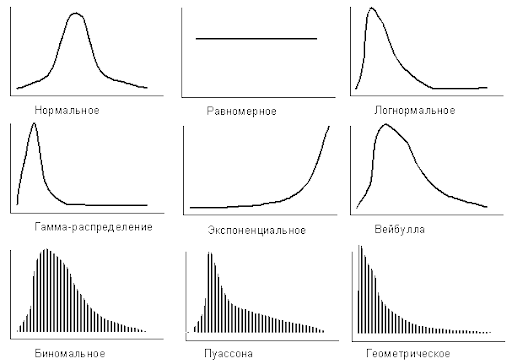 Нормальное
Равномерное
Логнормальное
Гамма-распределение
Экспоненциальное
Вейбулла
Биномальное
Пуассона
Геометрическое